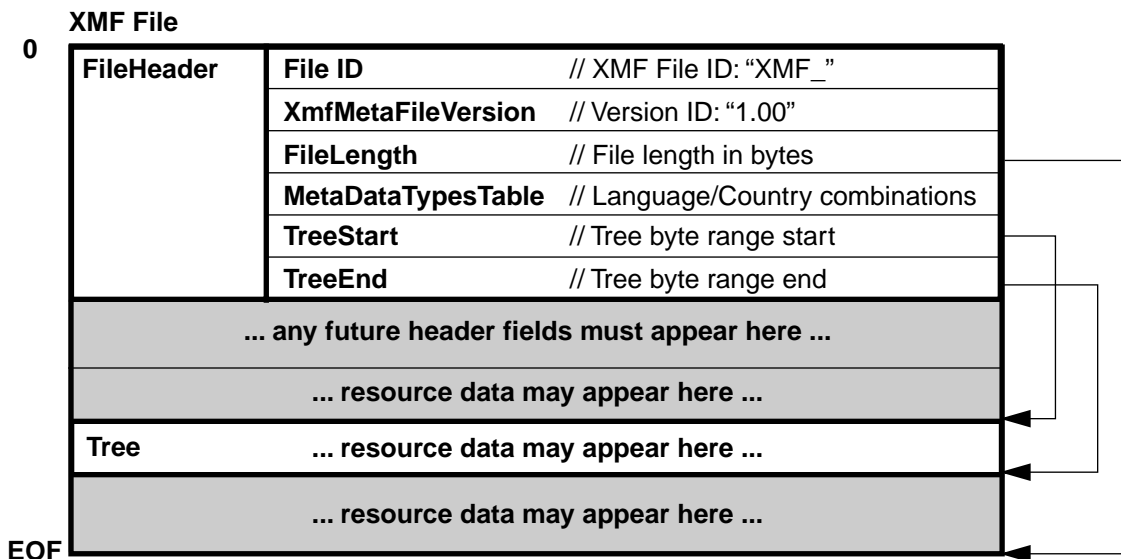 XMF File
0
FileHeader File ID // XMF File ID: “XMF_”
XmfMetaFileVersion // Version ID: “1.00”
FileLength // File length in bytes
MetaDataTypesTable // Language/Country combinations
TreeStart // Tree byte range start
TreeEnd // Tree byte range end
... any future header fields must appear here ...
... resource data may appear here ...
Tree ... resource data may appear here ...
... resource data may appear here ...
EOF